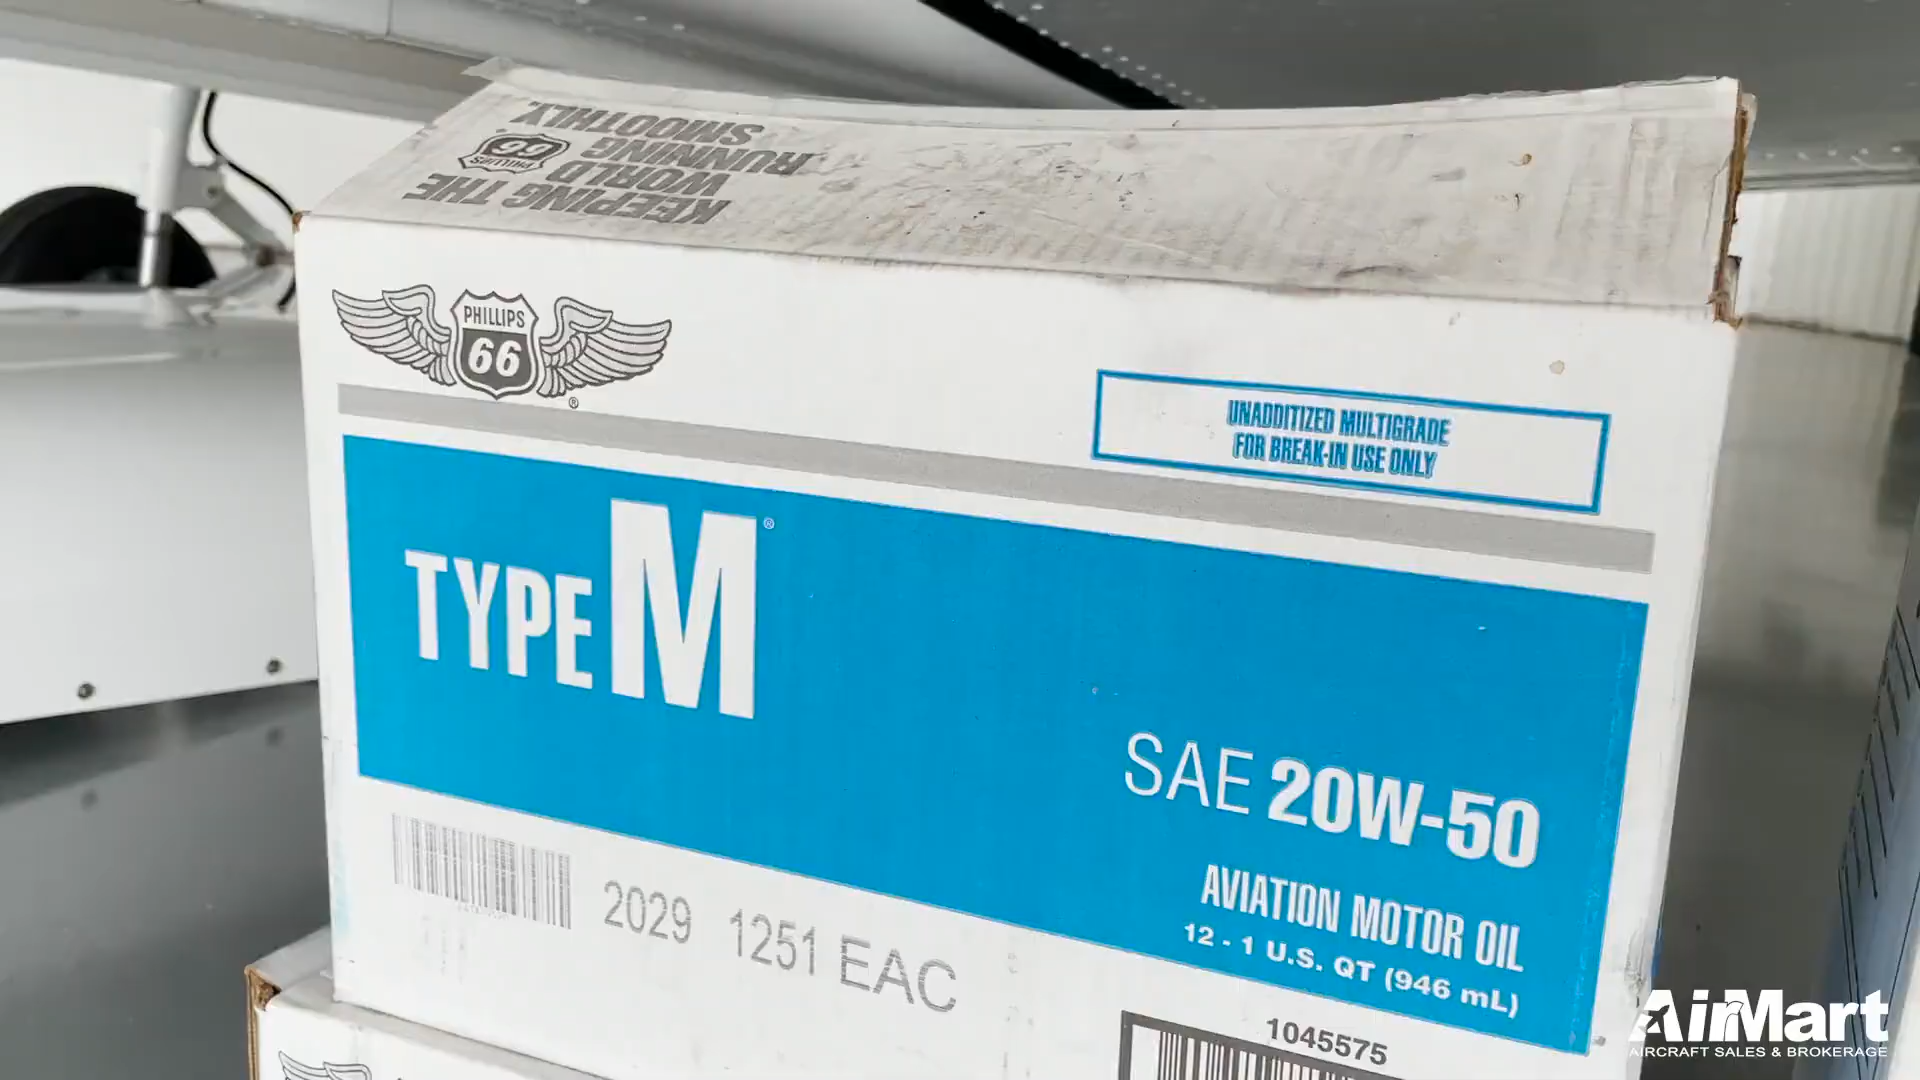 KEEPING THE
WORLD
RUNNING
SMOOTHLY.
PHILLIPS
66
PHILLIPS
66
®
UNADDITIZED MULTIGRADE
FOR BREAK-IN USE ONLY
TYPE M®
SAE 20W-50
AVIATION MOTOR OIL
12 - 1 U.S. QT (946 mL)
2029 1251 EAC
1045575
AirMart
AIRCRAFT SALES & BROKERAGE